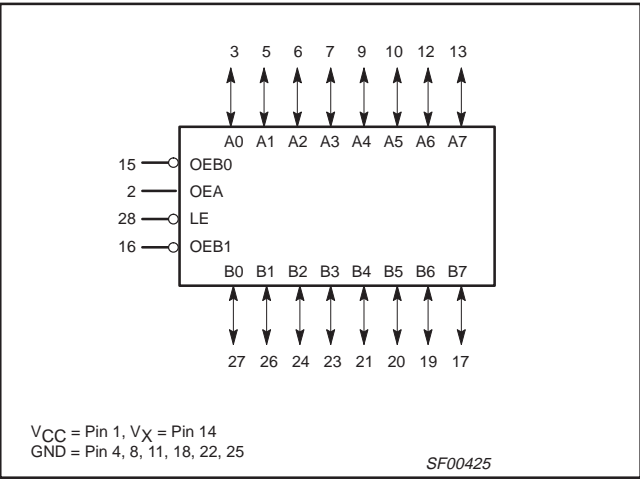 3 5 6 7 9 10 12 13
A0 A1 A2 A3 A4 A5 A6 A7
15 OEB0
2 OEA
28 LE
16 OEB1
B0 B1 B2 B3 B4 B5 B6 B7
27 26 24 23 21 20 19 17
VCC = Pin 1, VX = Pin 14
GND = Pin 4, 8, 11, 18, 22, 25
SF00425